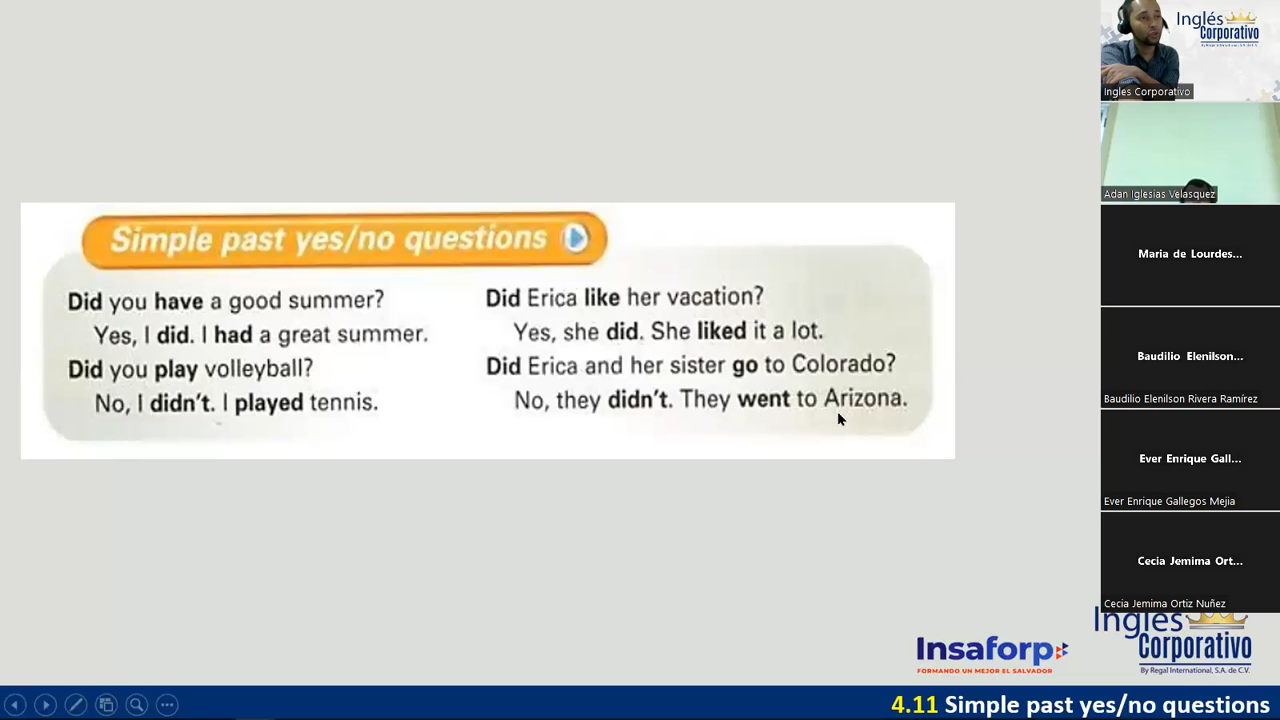 Simple past yes/no questions
Did you have a good summer?
Yes, I did. I had a great summer.
Did you play volleyball?
No, I didn't. I played tennis.
Did Erica like her vacation?
Yes, she did. She liked it a lot.
Did Erica and her sister go to Colorado?
No, they didn't. They went to Arizona.
Inglés
Corporativo
By Regal International, S.A. de C.V.
Ingles Corporativo
Adan Iglesias Velasquez
Maria de Lourdes...
Baudilio Elenilson...
Baudilio Elenilson Rivera Ramírez
Ever Enrique Gall...
Ever Enrique Gallegos Mejia
Cecia Jemima Ort...
Cecia Jemima Ortiz Nuñez
Insaforp
FORMANDO UN MEJOR EL SALVADOR
Inglés
Corporativo
By Regal International, S.A. de C.V.
4.11 Simple past yes/no questions